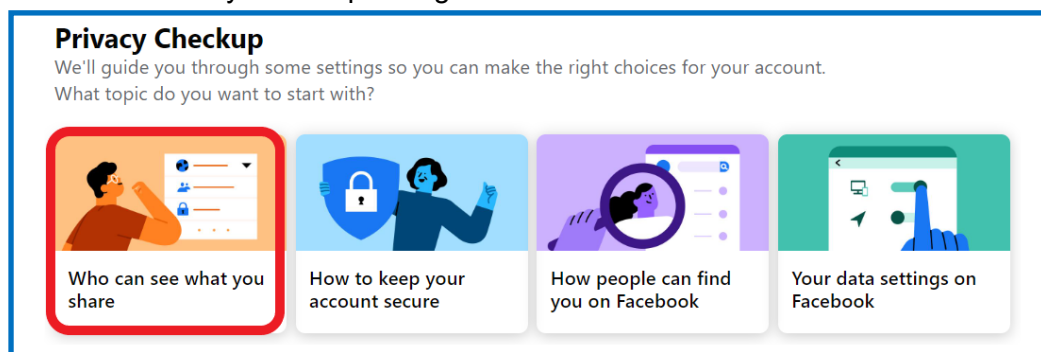 Privacy Checkup
We'll guide you through some settings so you can make the right choices for your account.
What topic do you want to start with?
Who can see what you
share
How to keep your
account secure
How people can find
you on Facebook
Your data settings on
Facebook